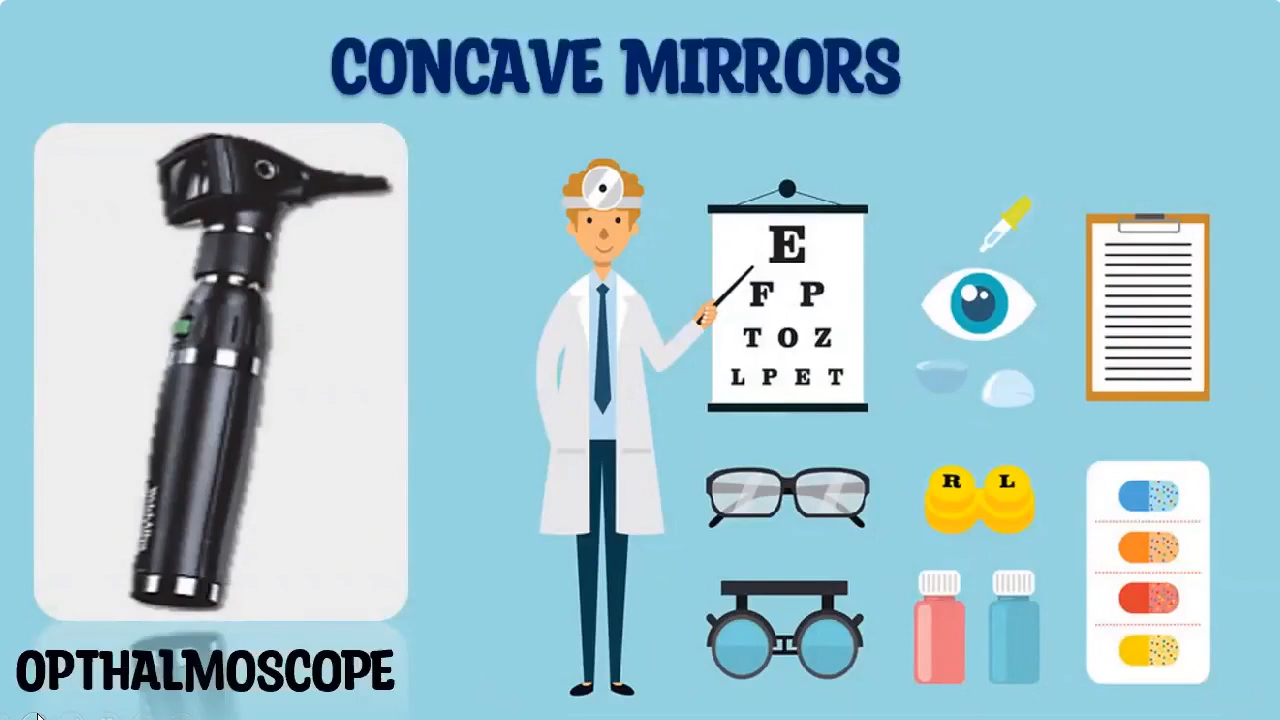 CONCAVE MIRRORS
E
F P
T O Z
L P E T
R L
OPTHALMOSCOPE